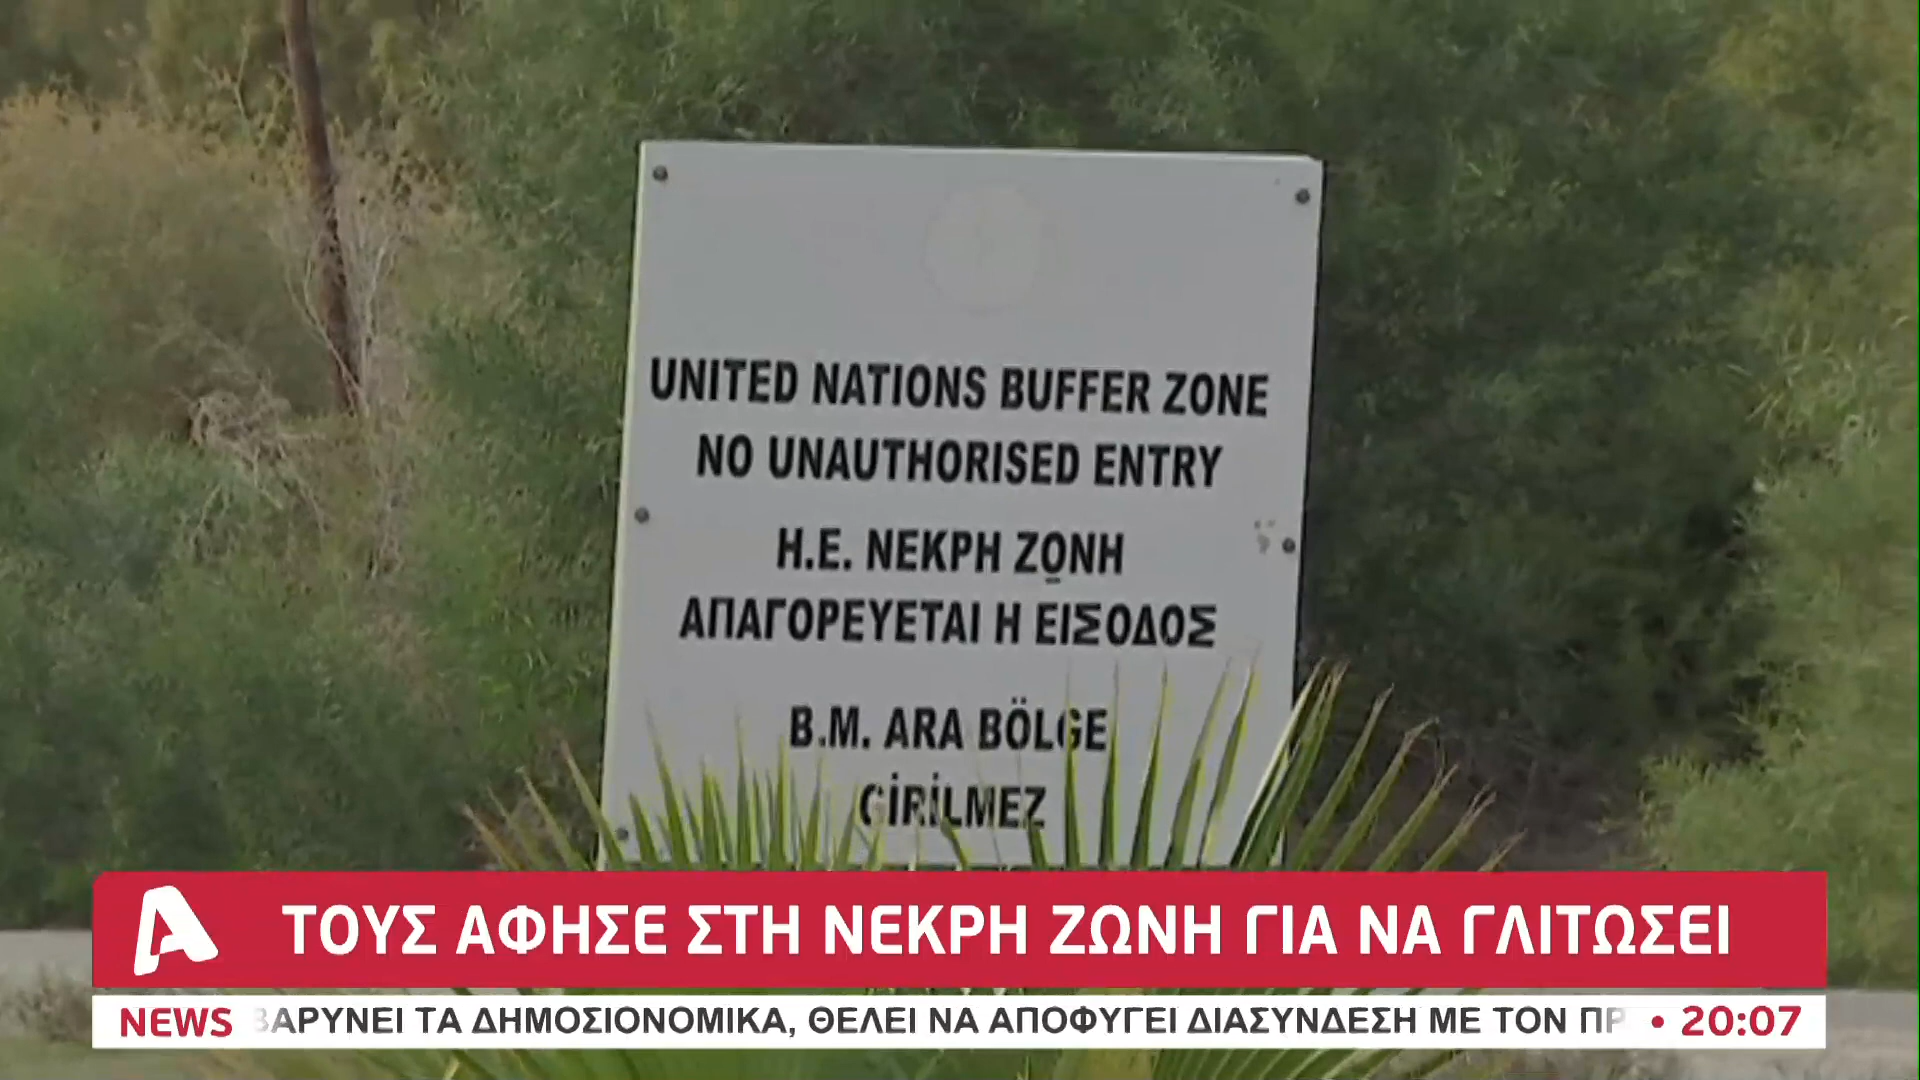 UNITED NATIONS BUFFER ZONE
NO UNAUTHORISED ENTRY
Η.Ε. ΝΕΚΡΗ ΖΩΝΗ
ΑΠΑΓΟΡΕΥΕΤΑΙ Η ΕΙΣΟΔΟΣ
B.M. ARA BÖLGE
GİRİLMEZ
ΤΟΥΣ ΑΦΗΣΕ ΣΤΗ ΝΕΚΡΗ ΖΩΝΗ ΓΙΑ ΝΑ ΓΛΙΤΩΣΕΙ
NEWS ΒΑΡΥΝΕΙ ΤΑ ΔΗΜΟΣΙΟΝΟΜΙΚΑ, ΘΕΛΕΙ ΝΑ ΑΠΟΦΥΓΕΙ ΔΙΑΣΥΝΔΕΣΗ ΜΕ ΤΟΝ ΠΡ • 20:07